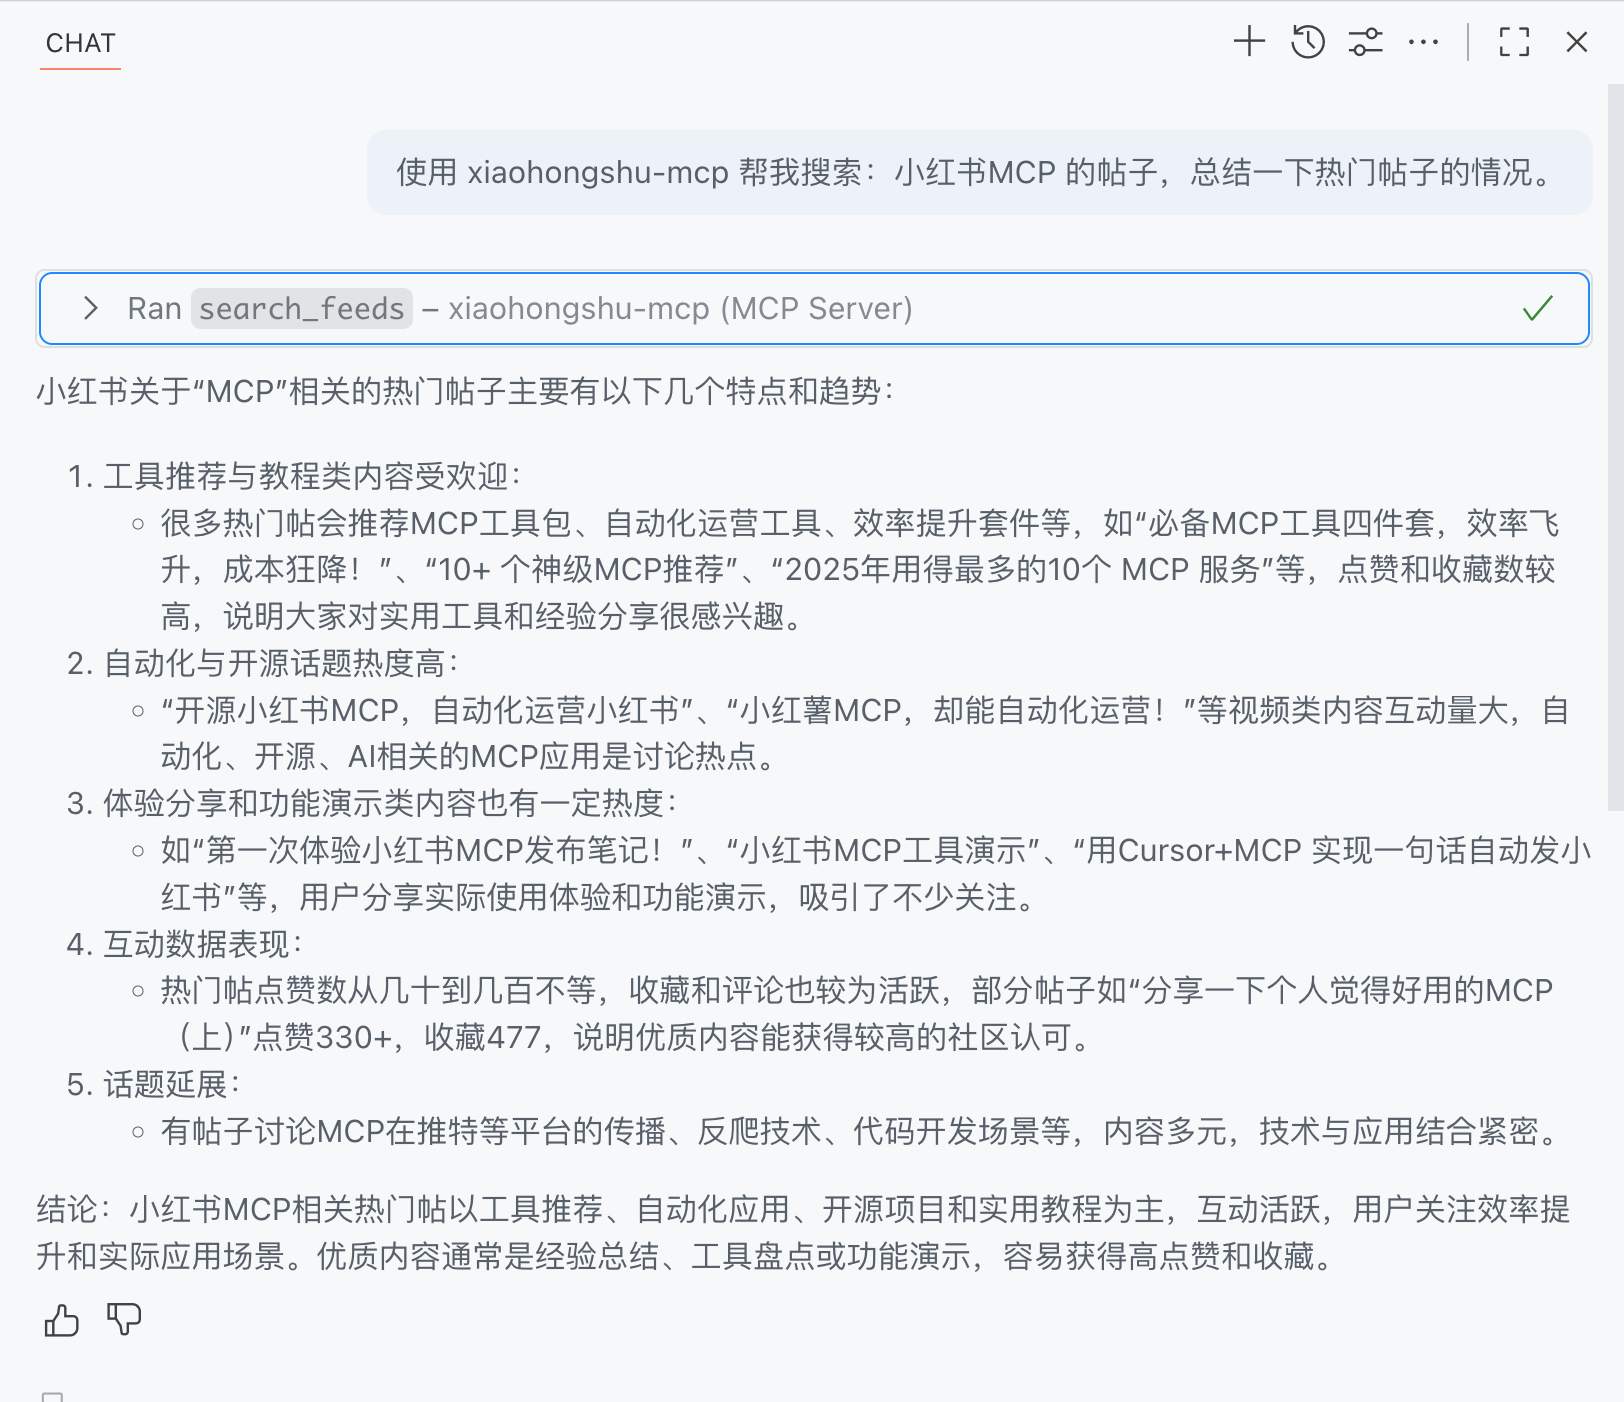 CHAT
使用 xiaohongshu-mcp 帮我搜索：小红书MCP 的帖子，总结一下热门帖子的情况。
Ran search_feeds – xiaohongshu-mcp (MCP Server)
小红书关于“MCP”相关的热门帖子主要有以下几个特点和趋势：
1. 工具推荐与教程类内容受欢迎：
很多热门帖会推荐MCP工具包、自动化运营工具、效率提升套件等，如“必备MCP工具四件套，效率飞
升，成本狂降！”、“10+ 个神级MCP推荐”、“2025年用得最多的10个 MCP 服务”等，点赞和收藏数较
高，说明大家对实用工具和经验分享很感兴趣。
2. 自动化与开源话题热度高：
“开源小红书MCP，自动化运营小红书”、“小红薯MCP，却能自动化运营！”等视频类内容互动量大，自
动化、开源、AI相关的MCP应用是讨论热点。
3. 体验分享和功能演示类内容也有一定热度：
如“第一次体验小红书MCP发布笔记！”、“小红书MCP工具演示”、“用Cursor+MCP 实现一句话自动发小
红书”等，用户分享实际使用体验和功能演示，吸引了不少关注。
4. 互动数据表现：
热门帖点赞数从几十到几百不等，收藏和评论也较为活跃，部分帖子如“分享一下个人觉得好用的MCP
（上）”点赞330+，收藏477，说明优质内容能获得较高的社区认可。
5. 话题延展：
有帖子讨论MCP在推特等平台的传播、反爬技术、代码开发场景等，内容多元，技术与应用结合紧密。
结论：小红书MCP相关热门帖以工具推荐、自动化应用、开源项目和实用教程为主，互动活跃，用户关注效率提
升和实际应用场景。优质内容通常是经验总结、工具盘点或功能演示，容易获得高点赞和收藏。